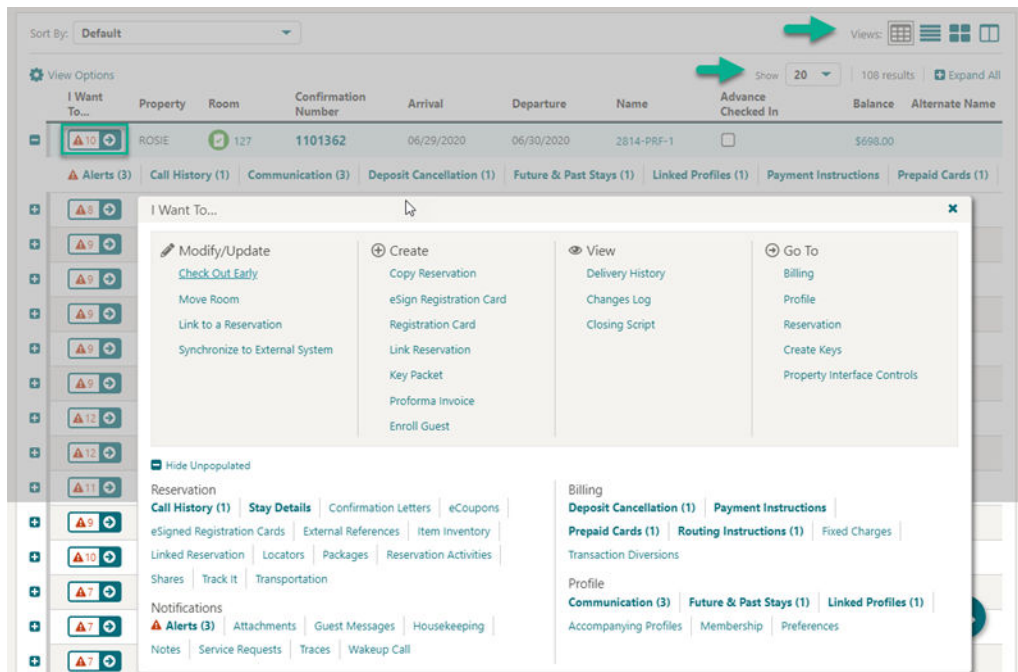 Sort By: Default Views:
View Options Show 20 108 results Expand All
I Want To... Property Room Confirmation Number Arrival Departure Name Advance Checked In Balance Alternate Name
10 ROSIE 127 1101362 06/29/2020 06/30/2020 2814-PRF-1 $698.00
Alerts (3) Call History (1) Communication (3) Deposit Cancellation (1) Future & Past Stays (1) Linked Profiles (1) Payment Instructions Prepaid Cards (1)
8
9
9
9
9
9
12
12
11
9
10
7
7
7
I Want To...
Modify/Update
Check Out Early
Move Room
Link to a Reservation
Synchronize to External System
Create
Copy Reservation
eSign Registration Card
Registration Card
Link Reservation
Key Packet
Proforma Invoice
Enroll Guest
View
Delivery History
Changes Log
Closing Script
Go To
Billing
Profile
Reservation
Create Keys
Property Interface Controls
Hide Unpopulated
Reservation
Call History (1) Stay Details Confirmation Letters eCoupons
eSigned Registration Cards External References Item Inventory
Linked Reservation Locators Packages Reservation Activities
Shares Track It Transportation
Notifications
Alerts (3) Attachments Guest Messages Housekeeping
Notes Service Requests Traces Wakeup Call
Billing
Deposit Cancellation (1) Payment Instructions
Prepaid Cards (1) Routing Instructions (1) Fixed Charges
Transaction Diversions
Profile
Communication (3) Future & Past Stays (1) Linked Profiles (1)
Accompanying Profiles Membership Preferences